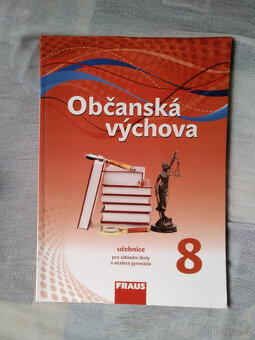 Občanská
výchova
učebnice
pro základní školy
a víceletá gymnázia
8
FRAUS